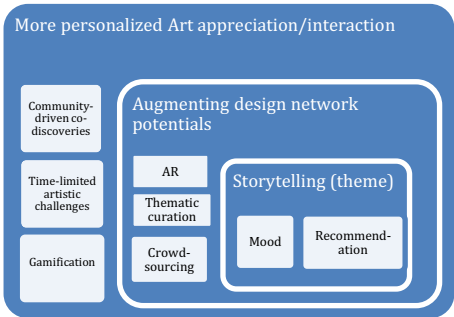 More personalized Art appreciation/interaction
Community-
driven co-
discoveries
Time-limited
artistic
challenges
Gamification
Augmenting design network
potentials
AR
Thematic
curation
Crowd-
sourcing
Storytelling (theme)
Mood
Recommend-
ation